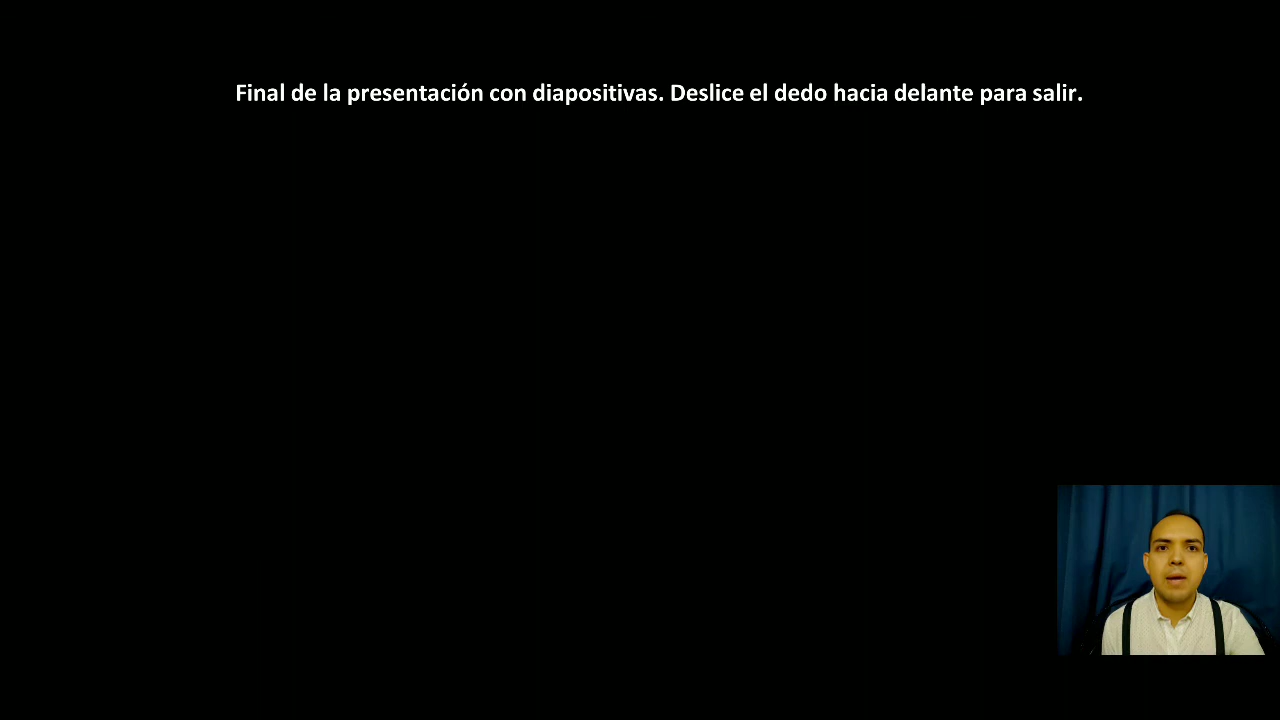 Final de la presentación con diapositivas. Deslice el dedo hacia delante para salir.